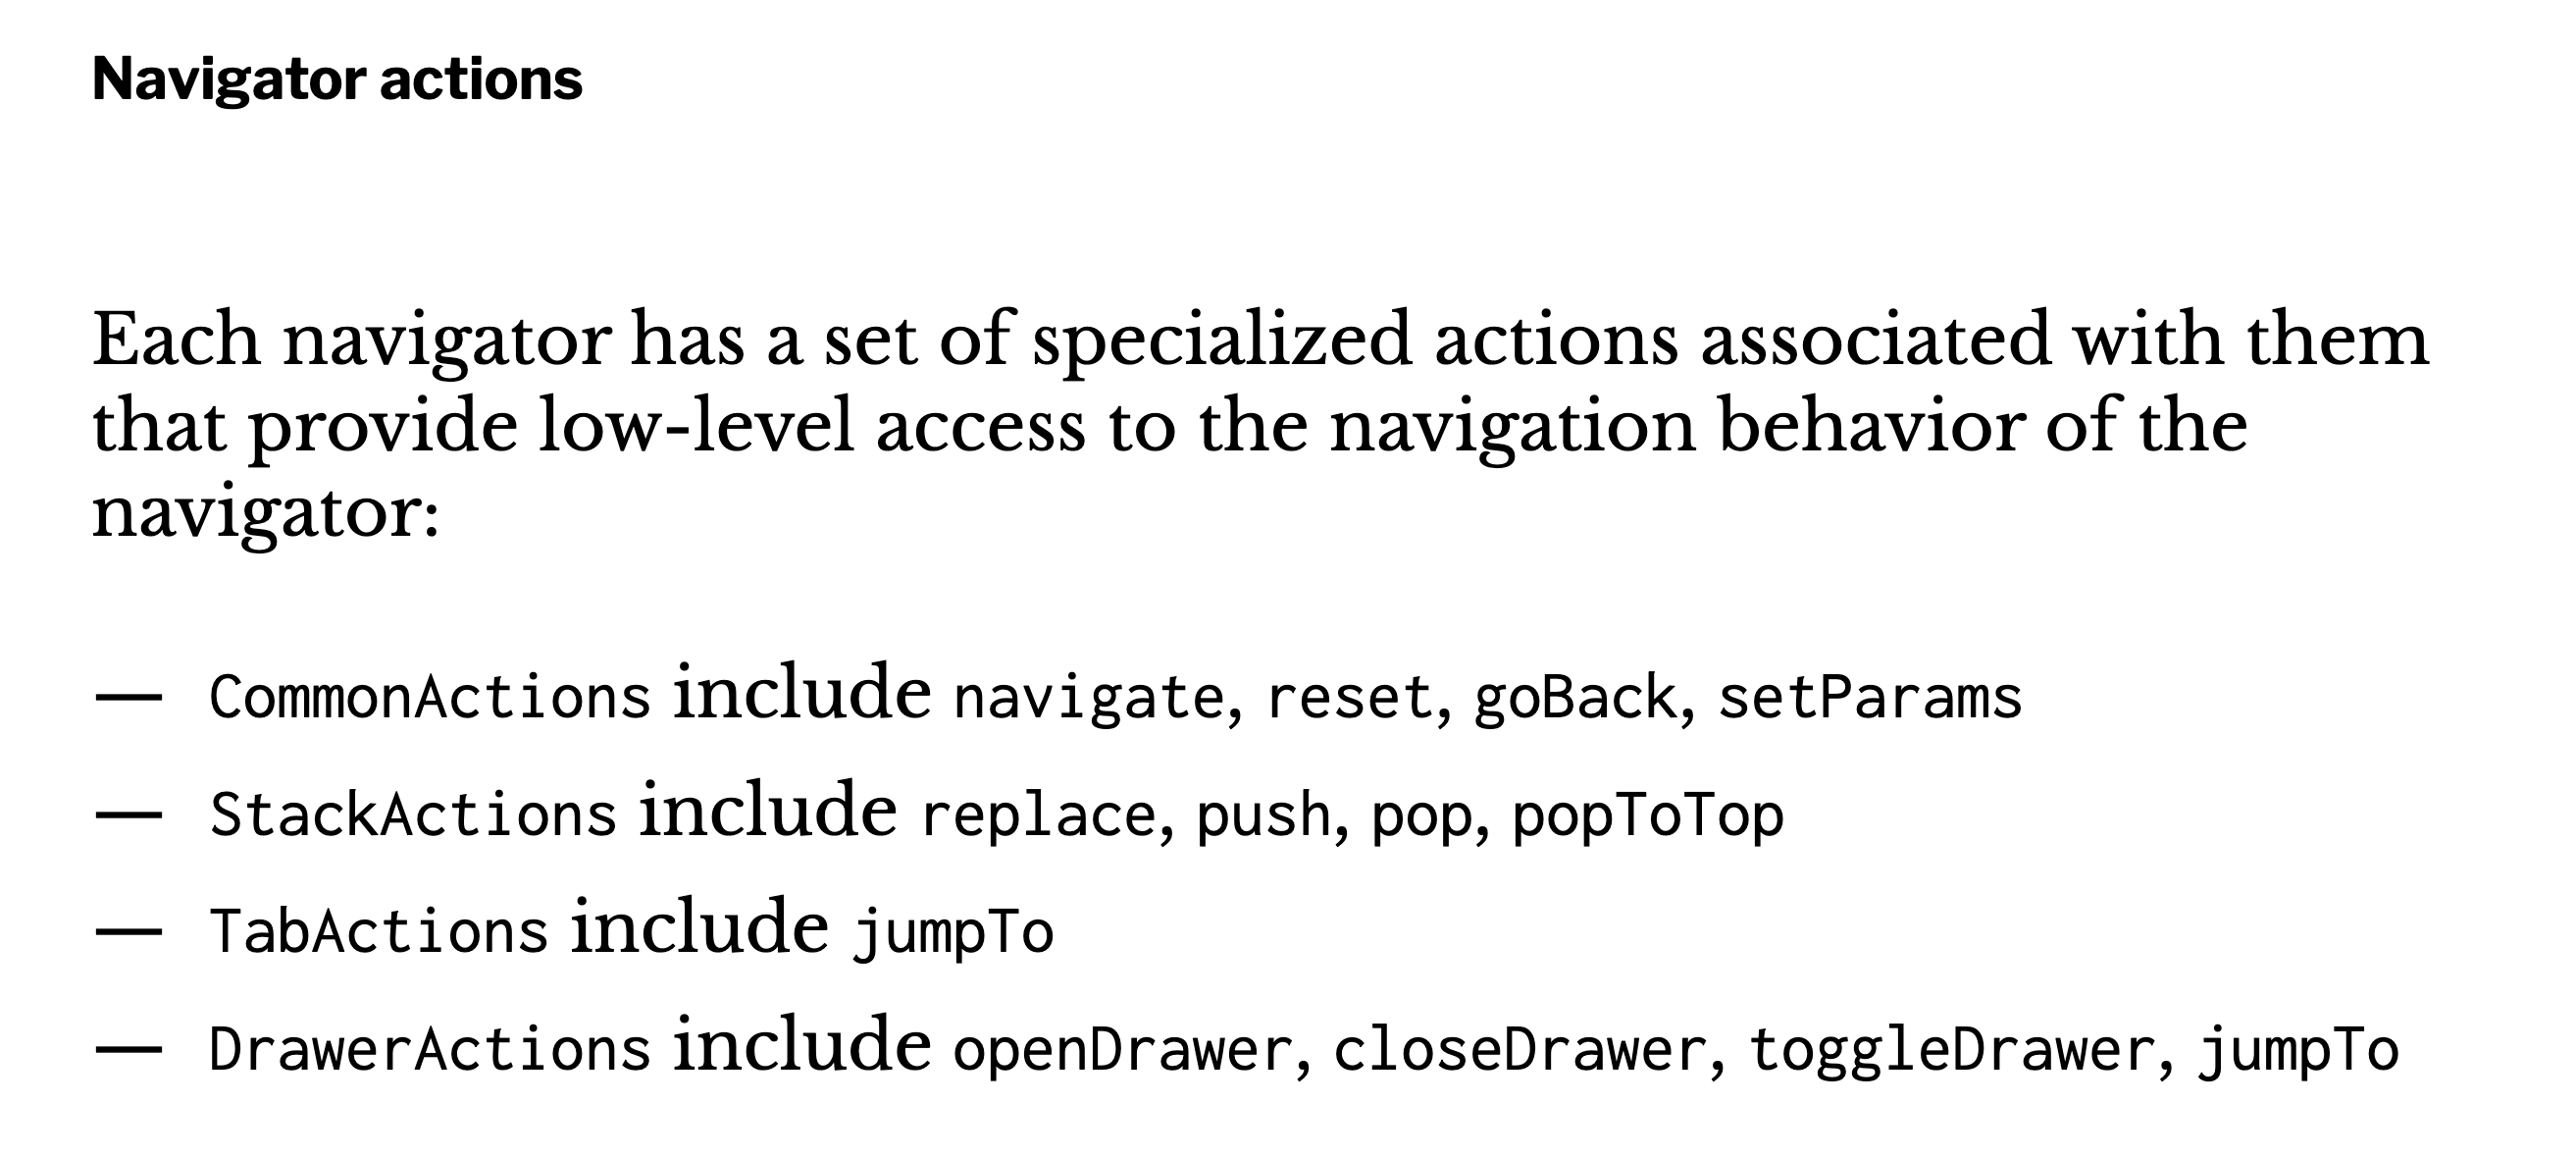 Navigator actions
Each navigator has a set of specialized actions associated with them
that provide low-level access to the navigation behavior of the
navigator:
— CommonActions include navigate, reset, goBack, setParams
— StackActions include replace, push, pop, popToTop
— TabActions include jumpTo
— DrawerActions include openDrawer, closeDrawer, toggleDrawer, jumpTo